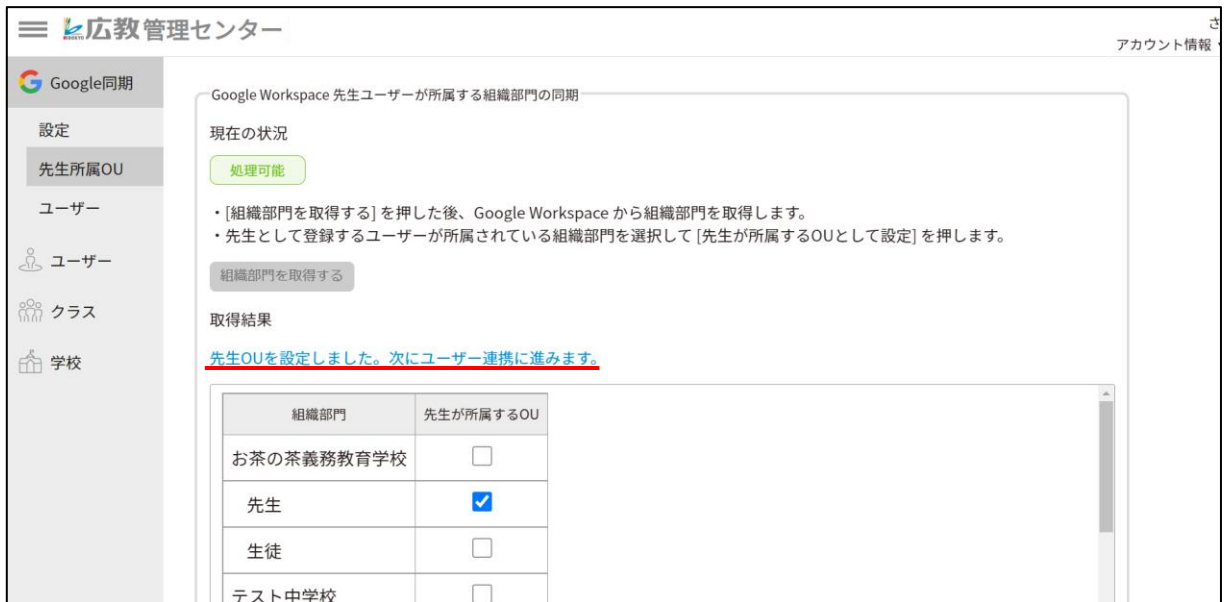 広教管理センター
さ
アカウント情報
Google同期
設定
先生所属OU
ユーザー
ユーザー
クラス
学校
Google Workspace 先生ユーザーが所属する組織部門の同期
現在の状況
処理可能
・[組織部門を取得する] を押した後、Google Workspace から組織部門を取得します。
・先生として登録するユーザーが所属されている組織部門を選択して [先生が所属するOUとして設定] を押します。
組織部門を取得する
取得結果
先生OUを設定しました。次にユーザー連携に進みます。
組織部門 先生が所属するOU
お茶の茶義務教育学校
先生
生徒
テスト中学校